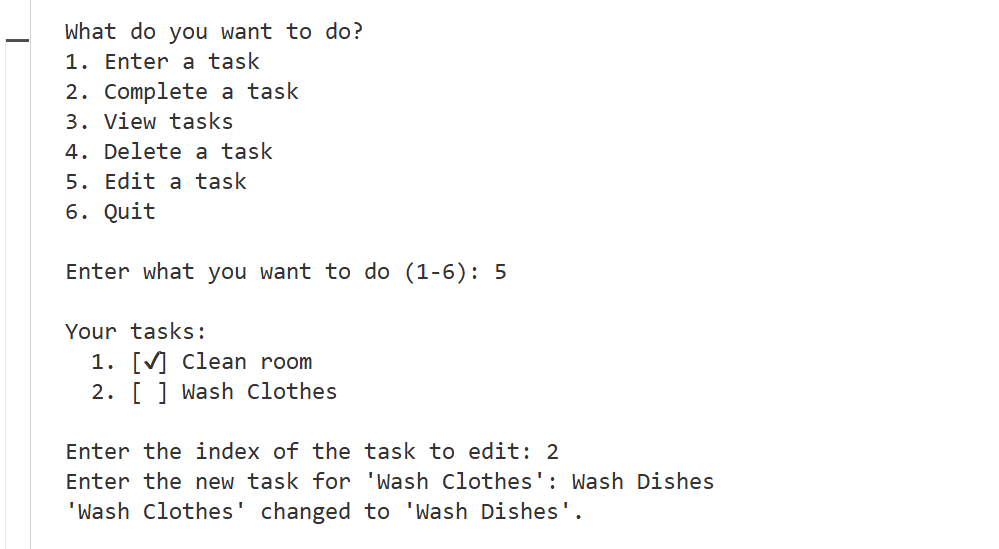 What do you want to do?
1. Enter a task
2. Complete a task
3. View tasks
4. Delete a task
5. Edit a task
6. Quit
Enter what you want to do (1-6): 5
Your tasks:
1. [✓] Clean room
2. [ ] Wash Clothes
Enter the index of the task to edit: 2
Enter the new task for 'Wash Clothes': Wash Dishes
'Wash Clothes' changed to 'Wash Dishes'.